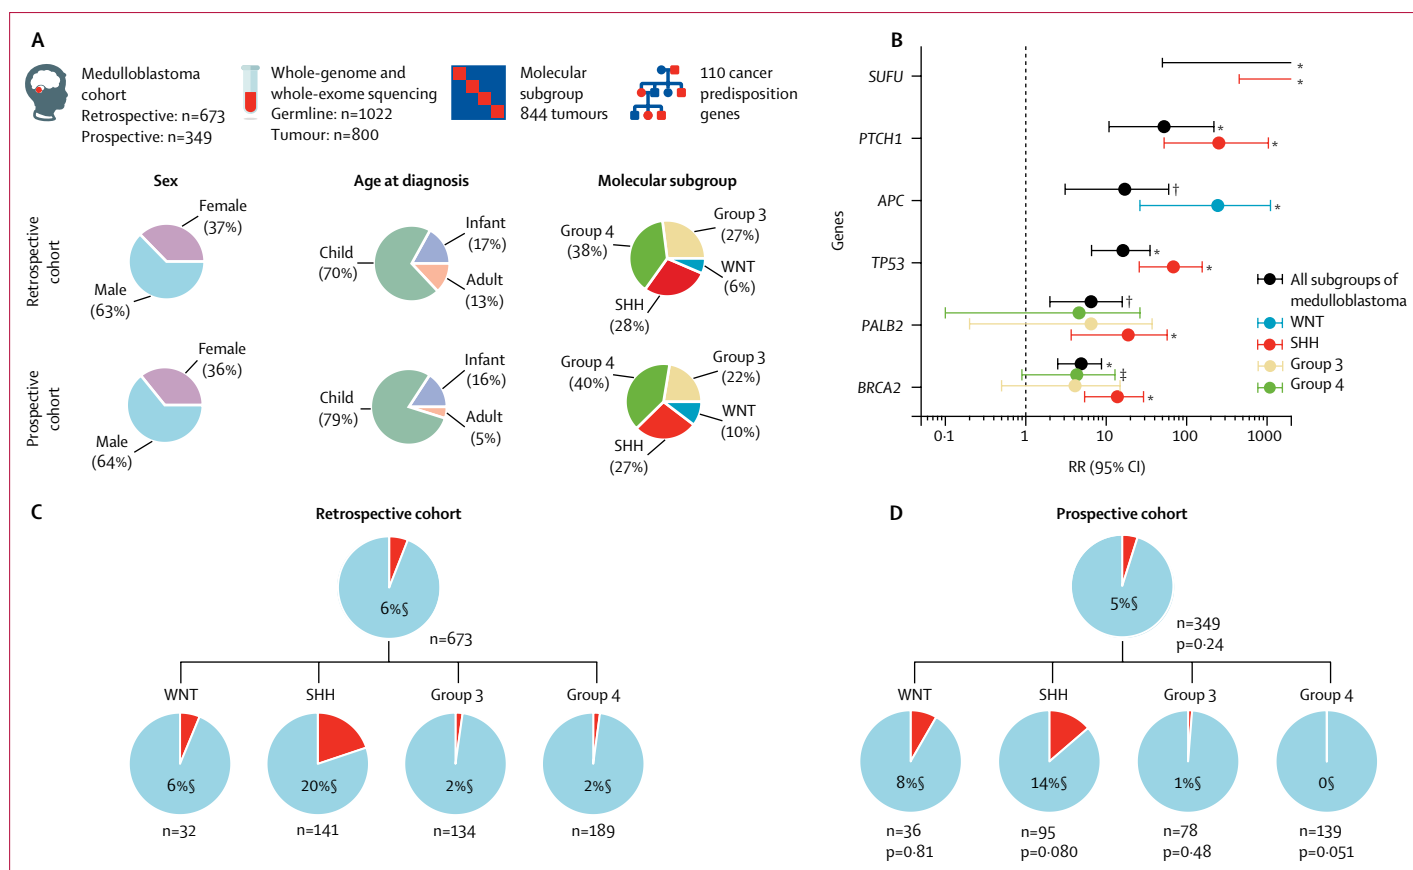 A
Medulloblastoma
cohort
Retrospective: n=673
Prospective: n=349
Whole-genome and
whole-exome squencing
Germline: n=1022
Tumour: n=800
Molecular
subgroup
844 tumours
110 cancer
predisposition
genes
Sex
Age at diagnosis
Molecular subgroup
Retrospective
cohort
Female
(37%)
Male
(63%)
Child
(70%)
Infant
(17%)
Adult
(13%)
Group 4
(38%)
Group 3
(27%)
WNT
(6%)
SHH
(28%)
Prospective
cohort
Female
(36%)
Male
(64%)
Child
(79%)
Infant
(16%)
Adult
(5%)
Group 4
(40%)
Group 3
(22%)
WNT
(10%)
SHH
(27%)
B
Genes
SUFU
*
*
PTCH1
*
*
APC
†
*
TP53
*
*
PALB2
†
*
BRCA2
*
‡
*
All subgroups of
medulloblastoma
WNT
SHH
Group 3
Group 4
0·1 1 10 100 1000
RR (95% CI)
C
Retrospective cohort
6%§
n=673
WNT SHH Group 3 Group 4
6%§ 20%§ 2%§ 2%§
n=32 n=141 n=134 n=189
D
Prospective cohort
5%§
n=349
p=0·24
WNT SHH Group 3 Group 4
8%§ 14%§ 1%§ 0§
n=36 n=95 n=78 n=139
p=0·81 p=0·080 p=0·48 p=0·051